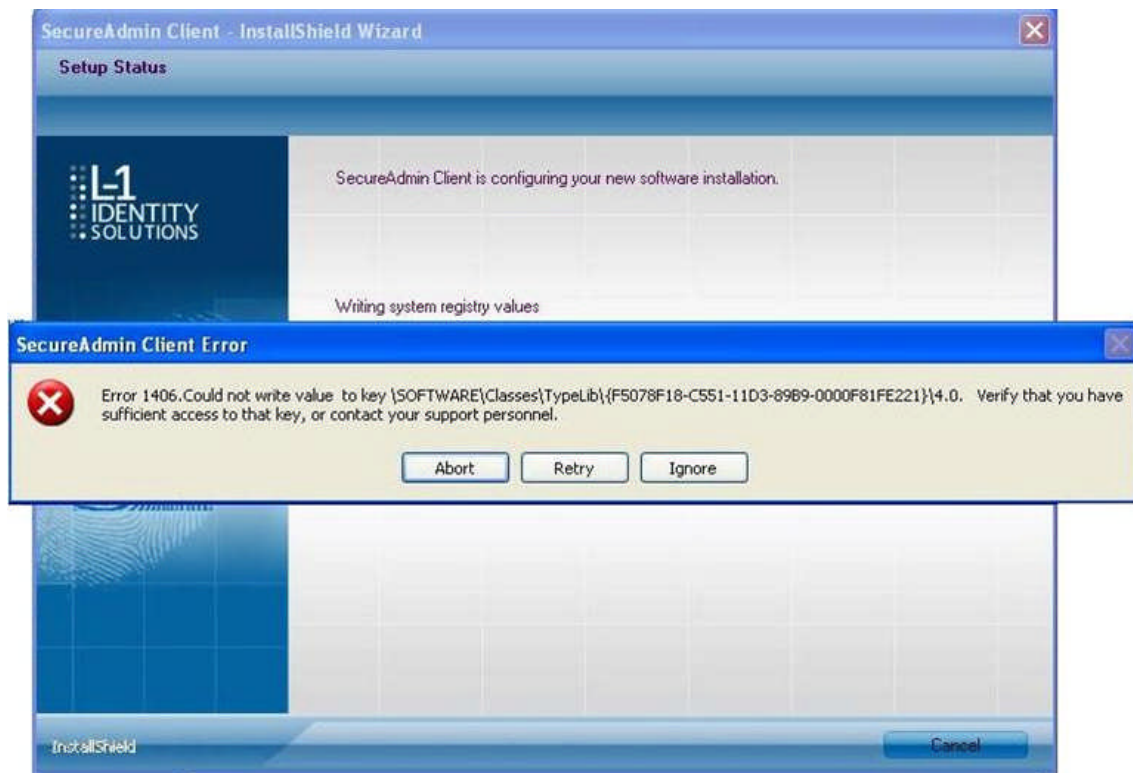 SecureAdmin Client - InstallShield Wizard
Setup Status
L-1
IDENTITY
SOLUTIONS
SecureAdmin Client is configuring your new software installation.
Writing system registry values
SecureAdmin Client Error
Error 1406.Could not write value to key \SOFTWARE\Classes\TypeLib\{F5078F18-C551-11D3-89B9-0000F81FE221}\4.0. Verify that you have
sufficient access to that key, or contact your support personnel.
Abort Retry Ignore
InstallShield
Cancel